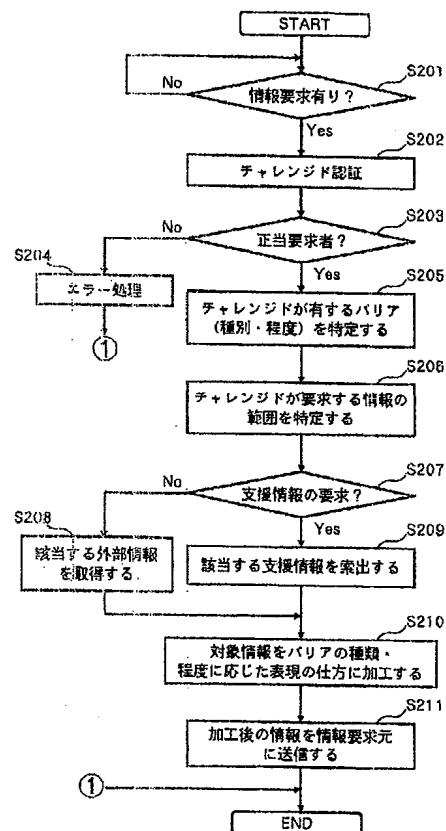 START
S201
情報要求有り？
No
Yes
S202
チャレンジド認証
S203
正当要求者？
No
Yes
S204
エラー処理
①
S205
チャレンジドが有するバリア
（種別・程度）を特定する
S206
チャレンジドが要求する情報の
範囲を特定する
S207
支援情報の要求？
No
Yes
S208
該当する外部情報
を取得する
S209
該当する支援情報を索出する
S210
対象情報をバリアの種類・
程度に応じた表現の仕方に加工する
S211
加工後の情報を情報要求元
に送信する
①
END